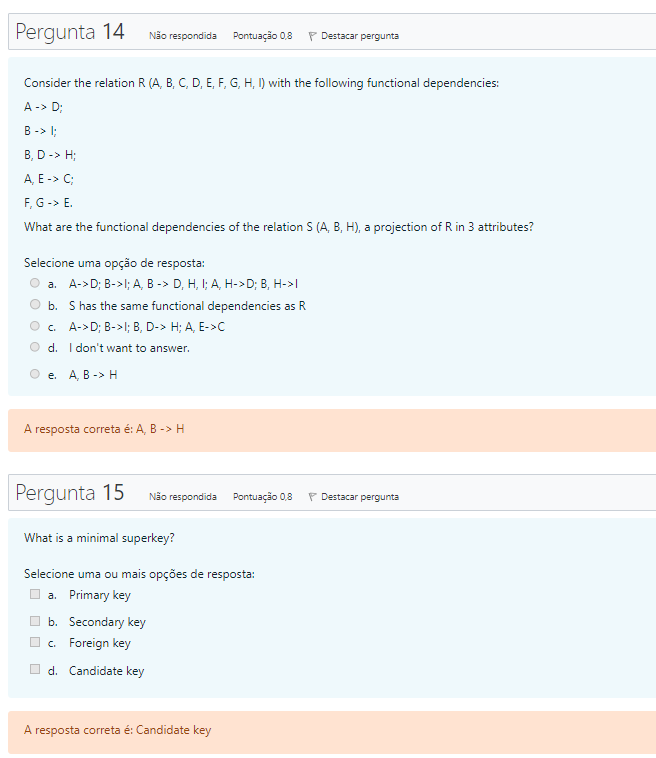 Pergunta 14 Não respondida Pontuação 0,8 Destacar pergunta
Consider the relation R (A, B, C, D, E, F, G, H, I) with the following functional dependencies:
A -> D;
B -> I;
B, D -> H;
A, E -> C;
F, G -> E.
What are the functional dependencies of the relation S (A, B, H), a projection of R in 3 attributes?
Selecione uma opção de resposta:
a. A->D; B->I; A, B -> D, H, I; A, H->D; B, H->I
b. S has the same functional dependencies as R
c. A->D; B->I; B, D-> H; A, E->C
d. I don't want to answer.
e. A, B -> H
A resposta correta é: A, B -> H
Pergunta 15 Não respondida Pontuação 0,8 Destacar pergunta
What is a minimal superkey?
Selecione uma ou mais opções de resposta:
a. Primary key
b. Secondary key
c. Foreign key
d. Candidate key
A resposta correta é: Candidate key